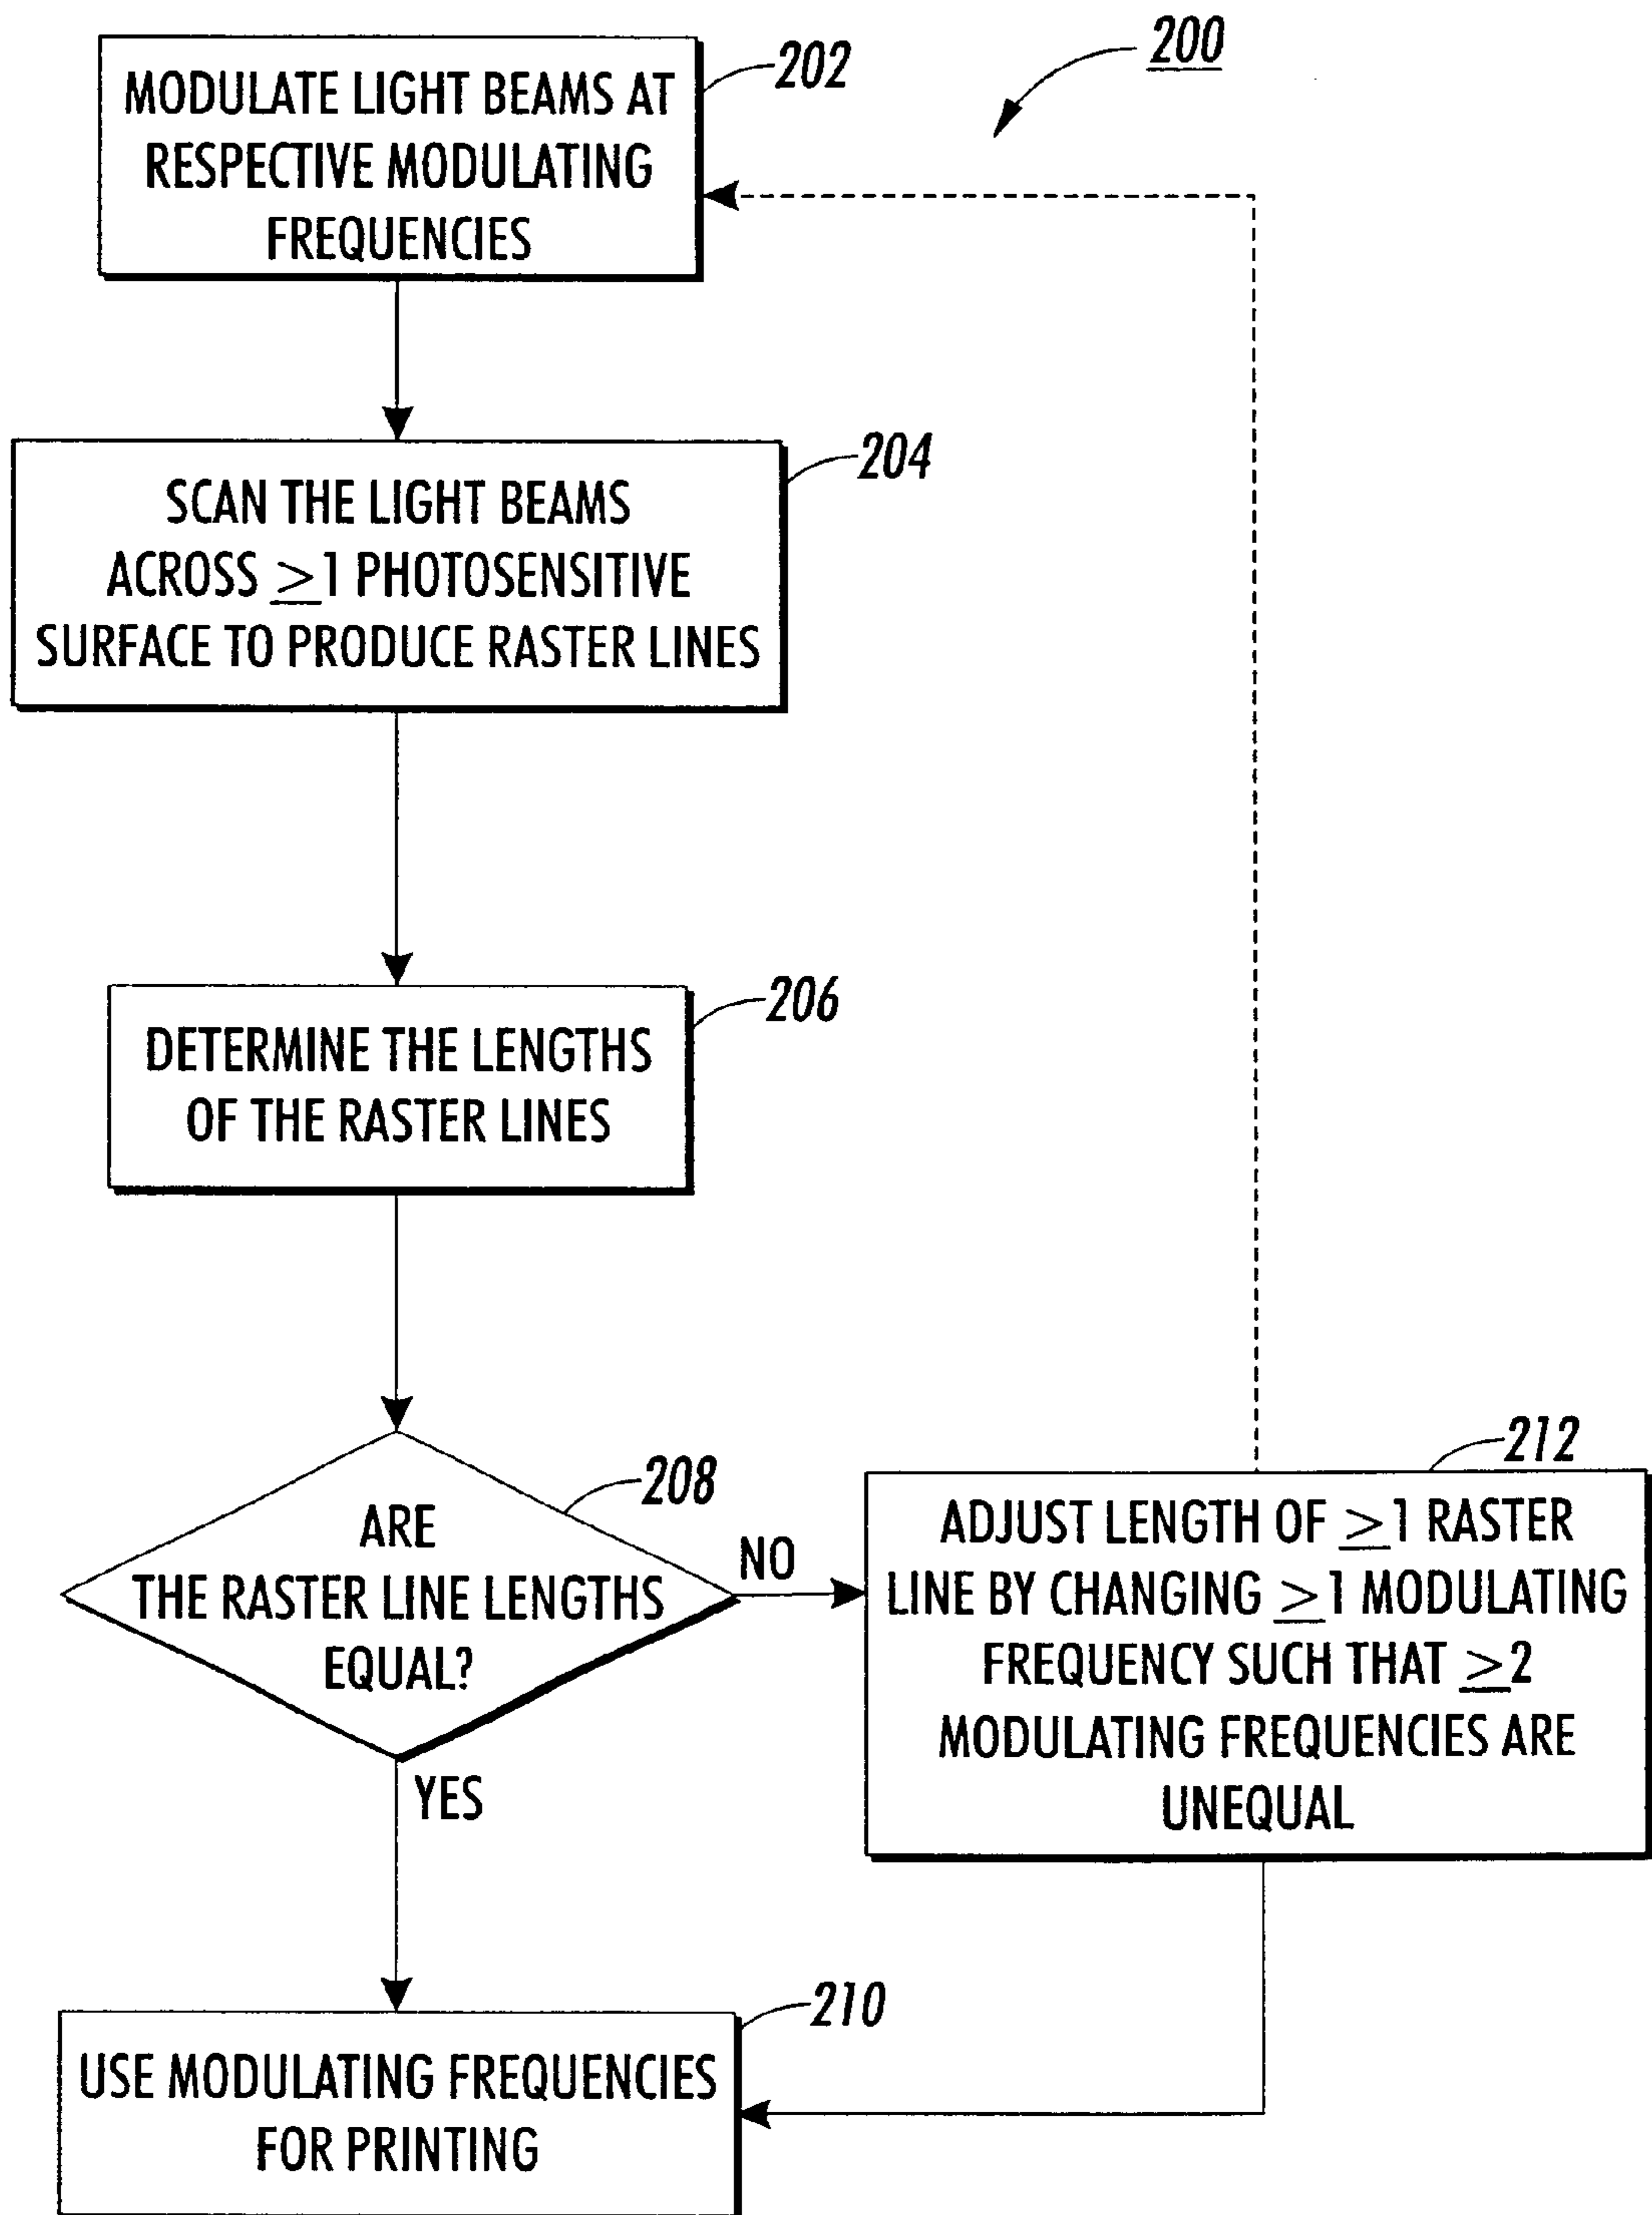 200
202
MODULATE LIGHT BEAMS AT
RESPECTIVE MODULATING
FREQUENCIES
204
SCAN THE LIGHT BEAMS
ACROSS ≥1 PHOTOSENSITIVE
SURFACE TO PRODUCE RASTER LINES
206
DETERMINE THE LENGTHS
OF THE RASTER LINES
208
ARE
THE RASTER LINE LENGTHS
EQUAL?
NO
YES
212
ADJUST LENGTH OF ≥1 RASTER
LINE BY CHANGING ≥1 MODULATING
FREQUENCY SUCH THAT ≥2
MODULATING FREQUENCIES ARE
UNEQUAL
210
USE MODULATING FREQUENCIES
FOR PRINTING